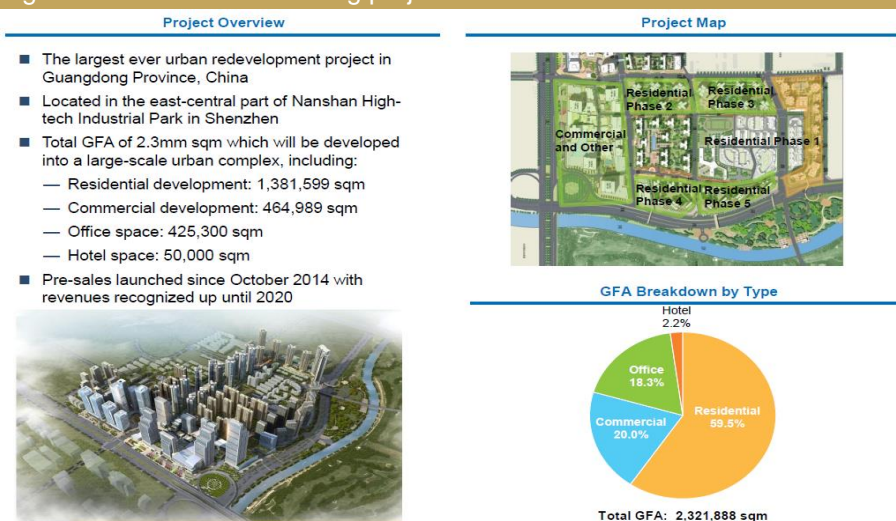 Project Overview
■ The largest ever urban redevelopment project in
Guangdong Province, China
■ Located in the east-central part of Nanshan High-
tech Industrial Park in Shenzhen
■ Total GFA of 2.3mm sqm which will be developed
into a large-scale urban complex, including:
— Residential development: 1,381,599 sqm
— Commercial development: 464,989 sqm
— Office space: 425,300 sqm
— Hotel space: 50,000 sqm
■ Pre-sales launched since October 2014 with
revenues recognized up until 2020
Project Map
Residential
Phase 2
Residential
Phase 3
Commercial
and Other
Residential Phase 1
Residential
Phase 4
Residential
Phase 5
GFA Breakdown by Type
Hotel
2.2%
Office
18.3%
Commercial
20.0%
Residential
59.5%
Total GFA: 2,321,888 sqm